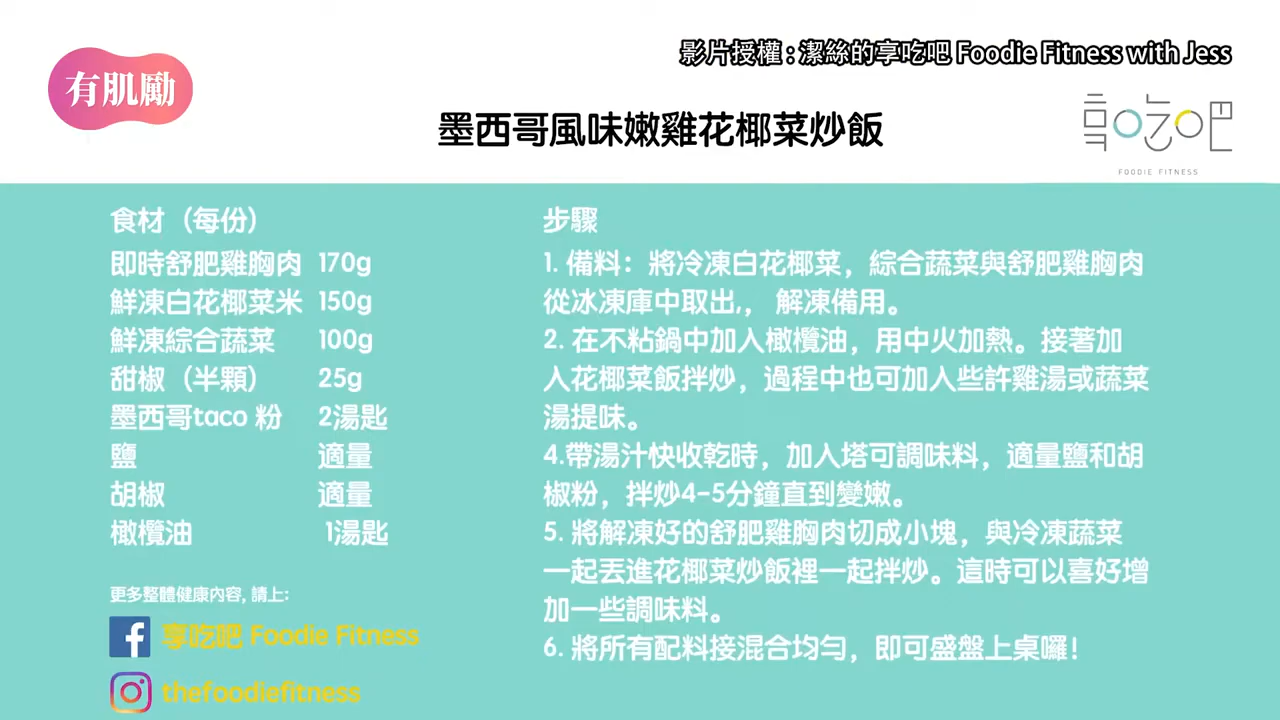 影片授權 : 潔絲的享吃吧 Foodie Fitness with Jess
有肌勵
享吃吧
FOODIE FITNESS
墨西哥風味嫩雞花椰菜炒飯
食材（每份）
即時舒肥雞胸肉 170g
鮮凍白花椰菜米 150g
鮮凍綜合蔬菜 100g
甜椒（半顆） 25g
墨西哥taco 粉 2湯匙
鹽 適量
胡椒 適量
橄欖油 1湯匙
更多整體健康內容, 請上:
享吃吧 Foodie Fitness
thefoodiefitness
步驟
1. 備料：將冷凍白花椰菜，綜合蔬菜與舒肥雞胸肉
從冰凍庫中取出,， 解凍備用。
2. 在不粘鍋中加入橄欖油，用中火加熱。接著加
入花椰菜飯拌炒，過程中也可加入些許雞湯或蔬菜
湯提味。
4.帶湯汁快收乾時，加入塔可調味料，適量鹽和胡
椒粉，拌炒4-5分鐘直到變嫩。
5. 將解凍好的舒肥雞胸肉切成小塊，與冷凍蔬菜
一起丟進花椰菜炒飯裡一起拌炒。這時可以喜好增
加一些調味料。
6. 將所有配料接混合均勻，即可盛盤上桌囉！